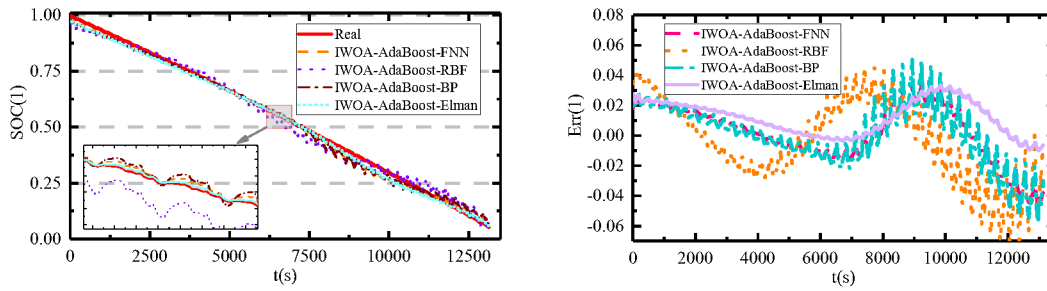 1.00
0.75
0.50
0.25
0.00
SOC(1)
0
2500
5000
7500
10000
12500
t(s)
Real
IWOA-AdaBoost-FNN
IWOA-AdaBoost-RBF
IWOA-AdaBoost-BP
IWOA-AdaBoost-Elman
0.08
0.06
0.04
0.02
0.00
-0.02
-0.04
-0.06
Err(1)
0
2000
4000
6000
8000
10000
12000
t(s)
IWOA-AdaBoost-FNN
IWOA-AdaBoost-RBF
IWOA-AdaBoost-BP
IWOA-AdaBoost-Elman